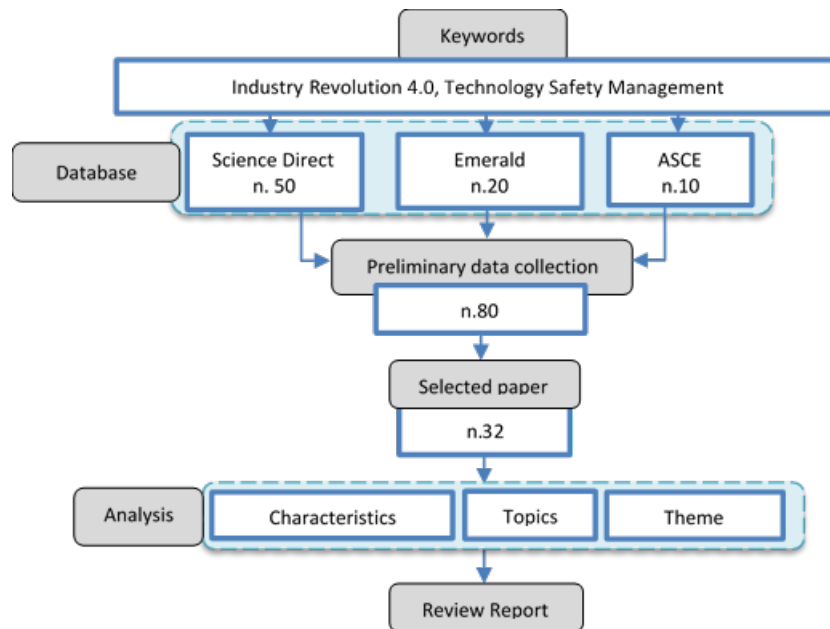 Keywords
Industry Revolution 4.0, Technology Safety Management
Database
Science Direct
n. 50
Emerald
n.20
ASCE
n.10
Preliminary data collection
n.80
Selected paper
n.32
Analysis
Characteristics
Topics
Theme
Review Report